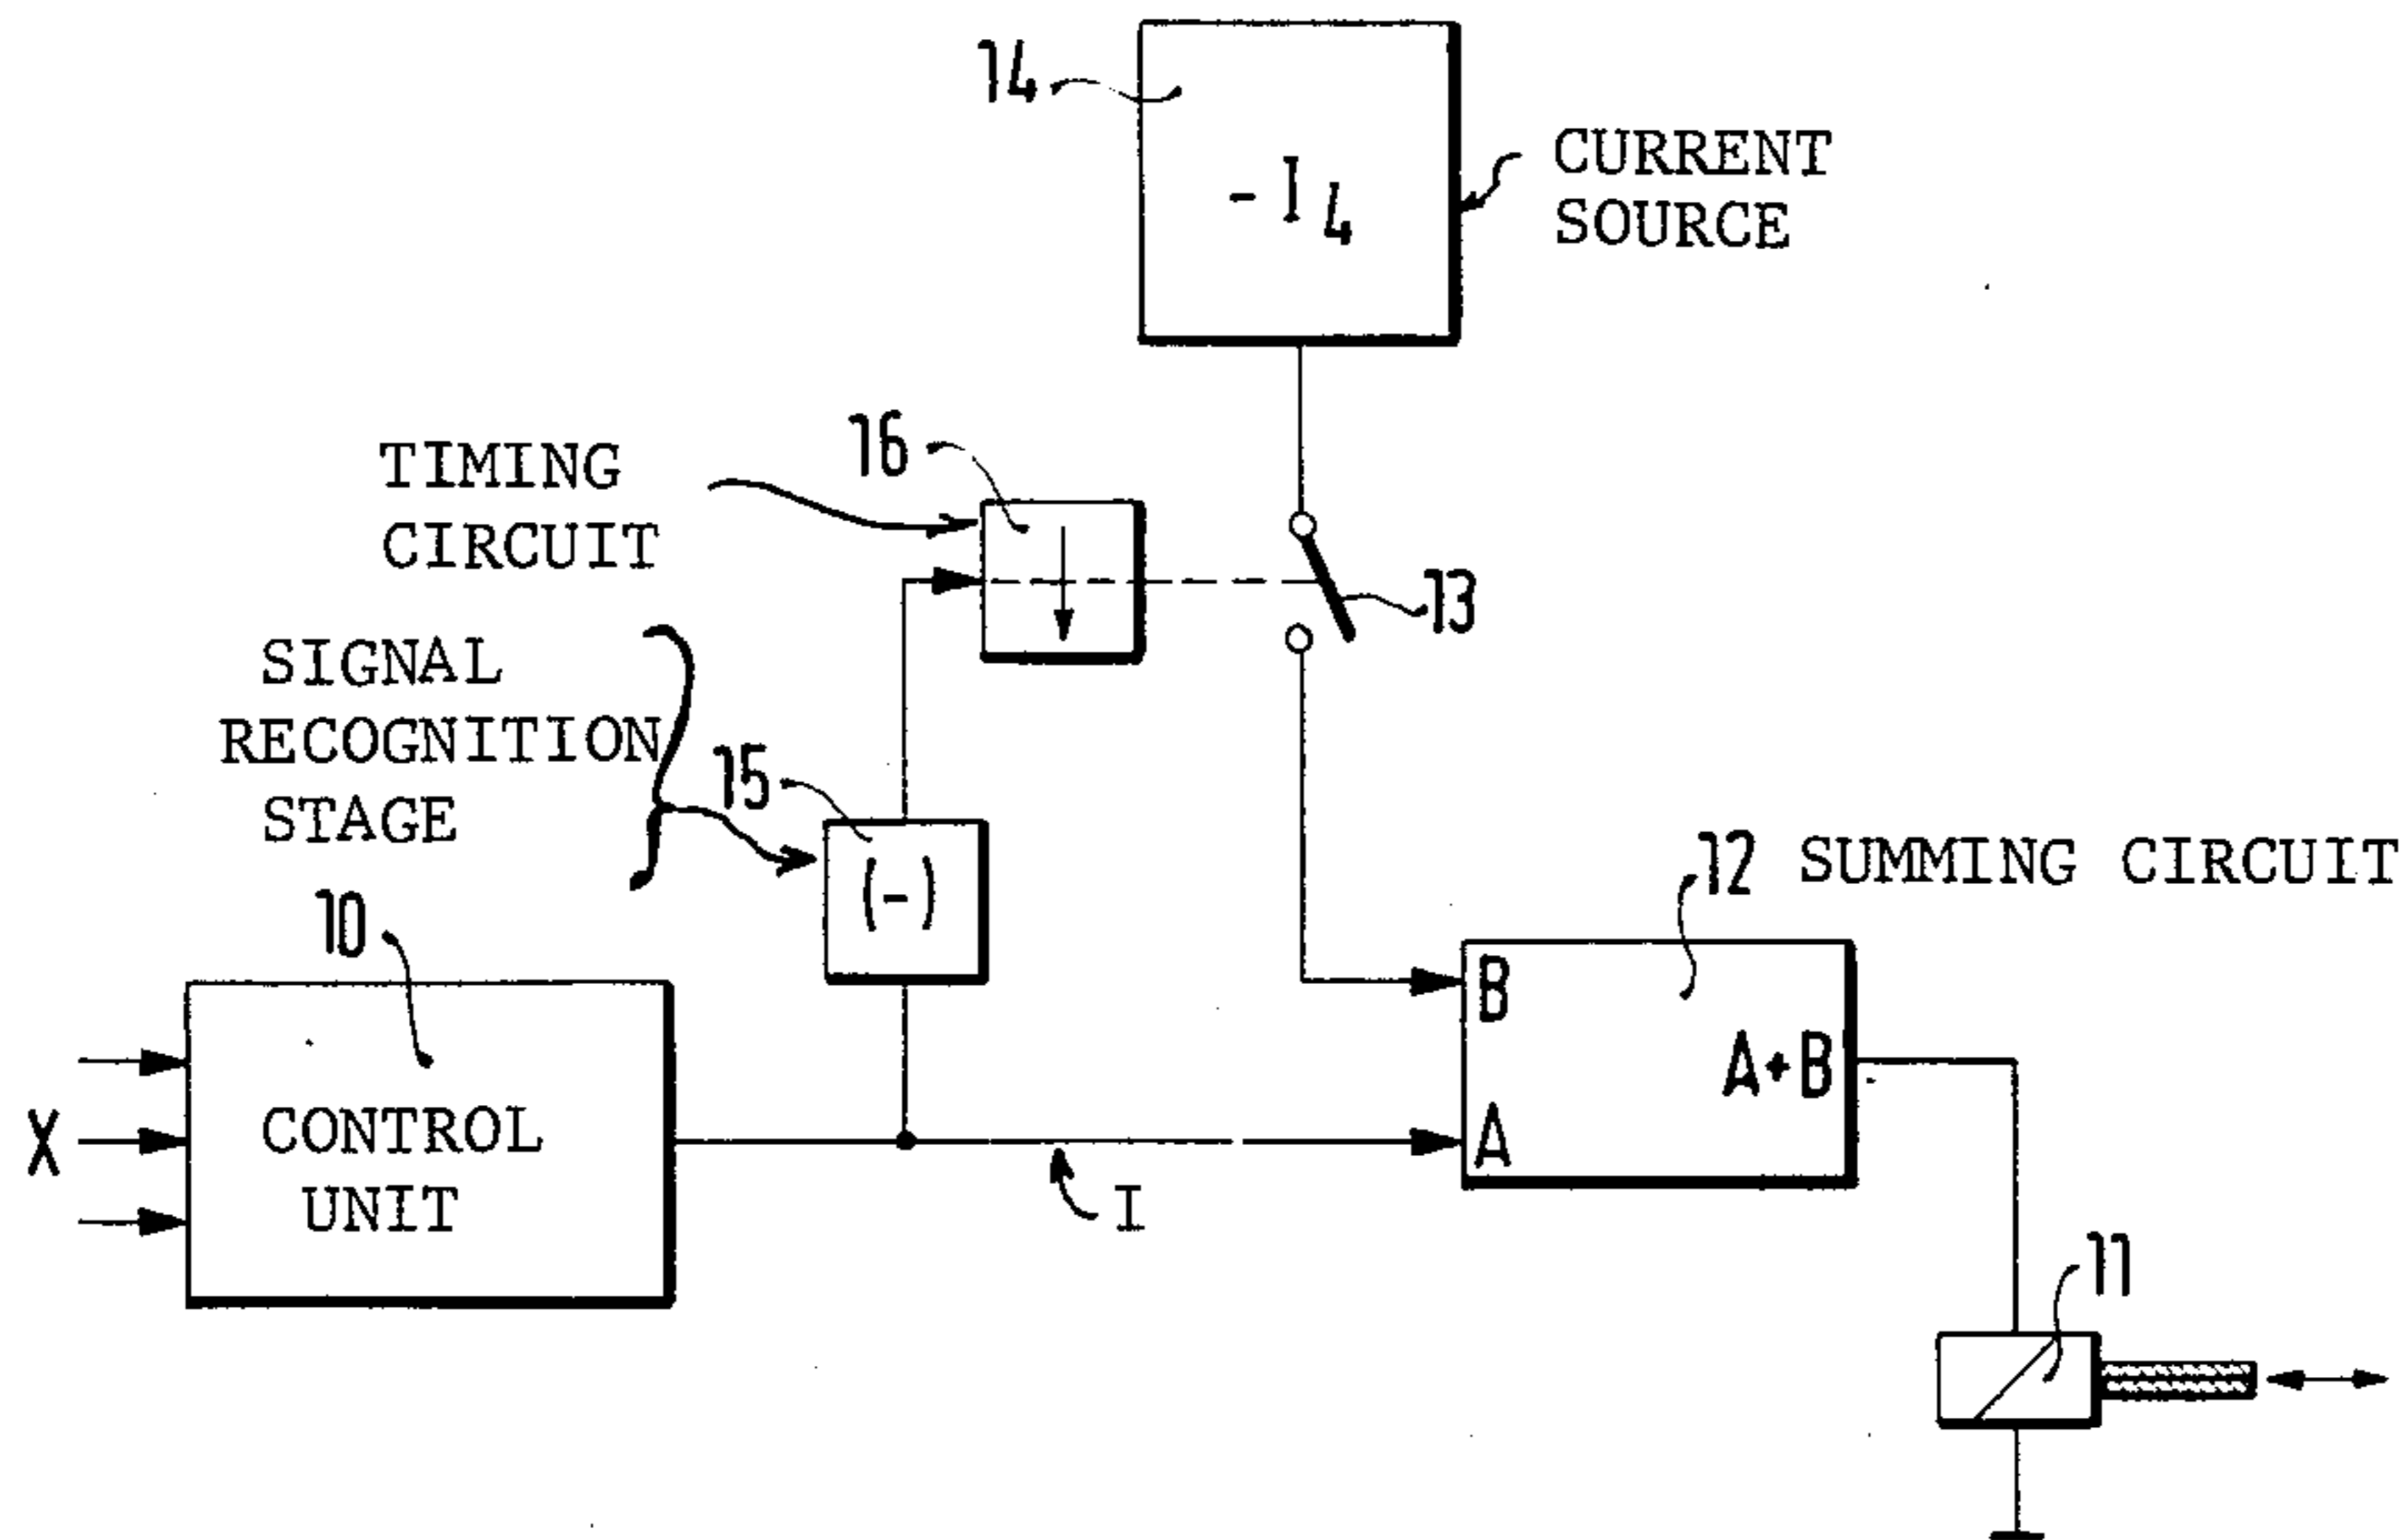 14
- I4
CURRENT
SOURCE
TIMING
CIRCUIT
16
13
SIGNAL
RECOGNITION
STAGE
15
(-)
12 SUMMING CIRCUIT
10
B
A+B
A
X
CONTROL
UNIT
I
11